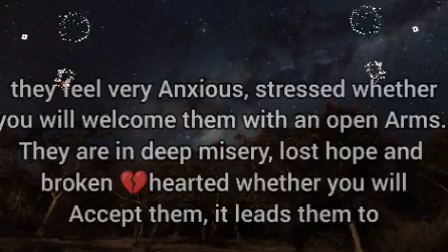 they feel very Anxious, stressed whether
you will welcome them with an open Arms.
They are in deep misery, lost hope and
broken 💔hearted whether you will
Accept them, it leads them to